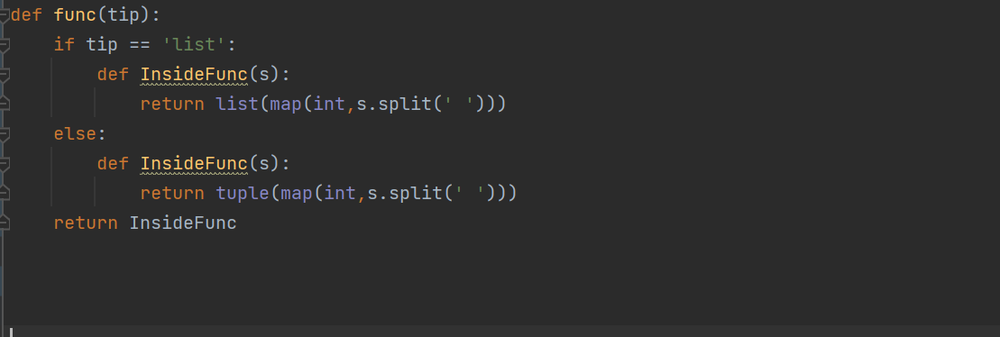 def func(tip):
    if tip == 'list':
        def InsideFunc(s):
            return list(map(int,s.split(' ')))
    else:
        def InsideFunc(s):
            return tuple(map(int,s.split(' ')))
    return InsideFunc